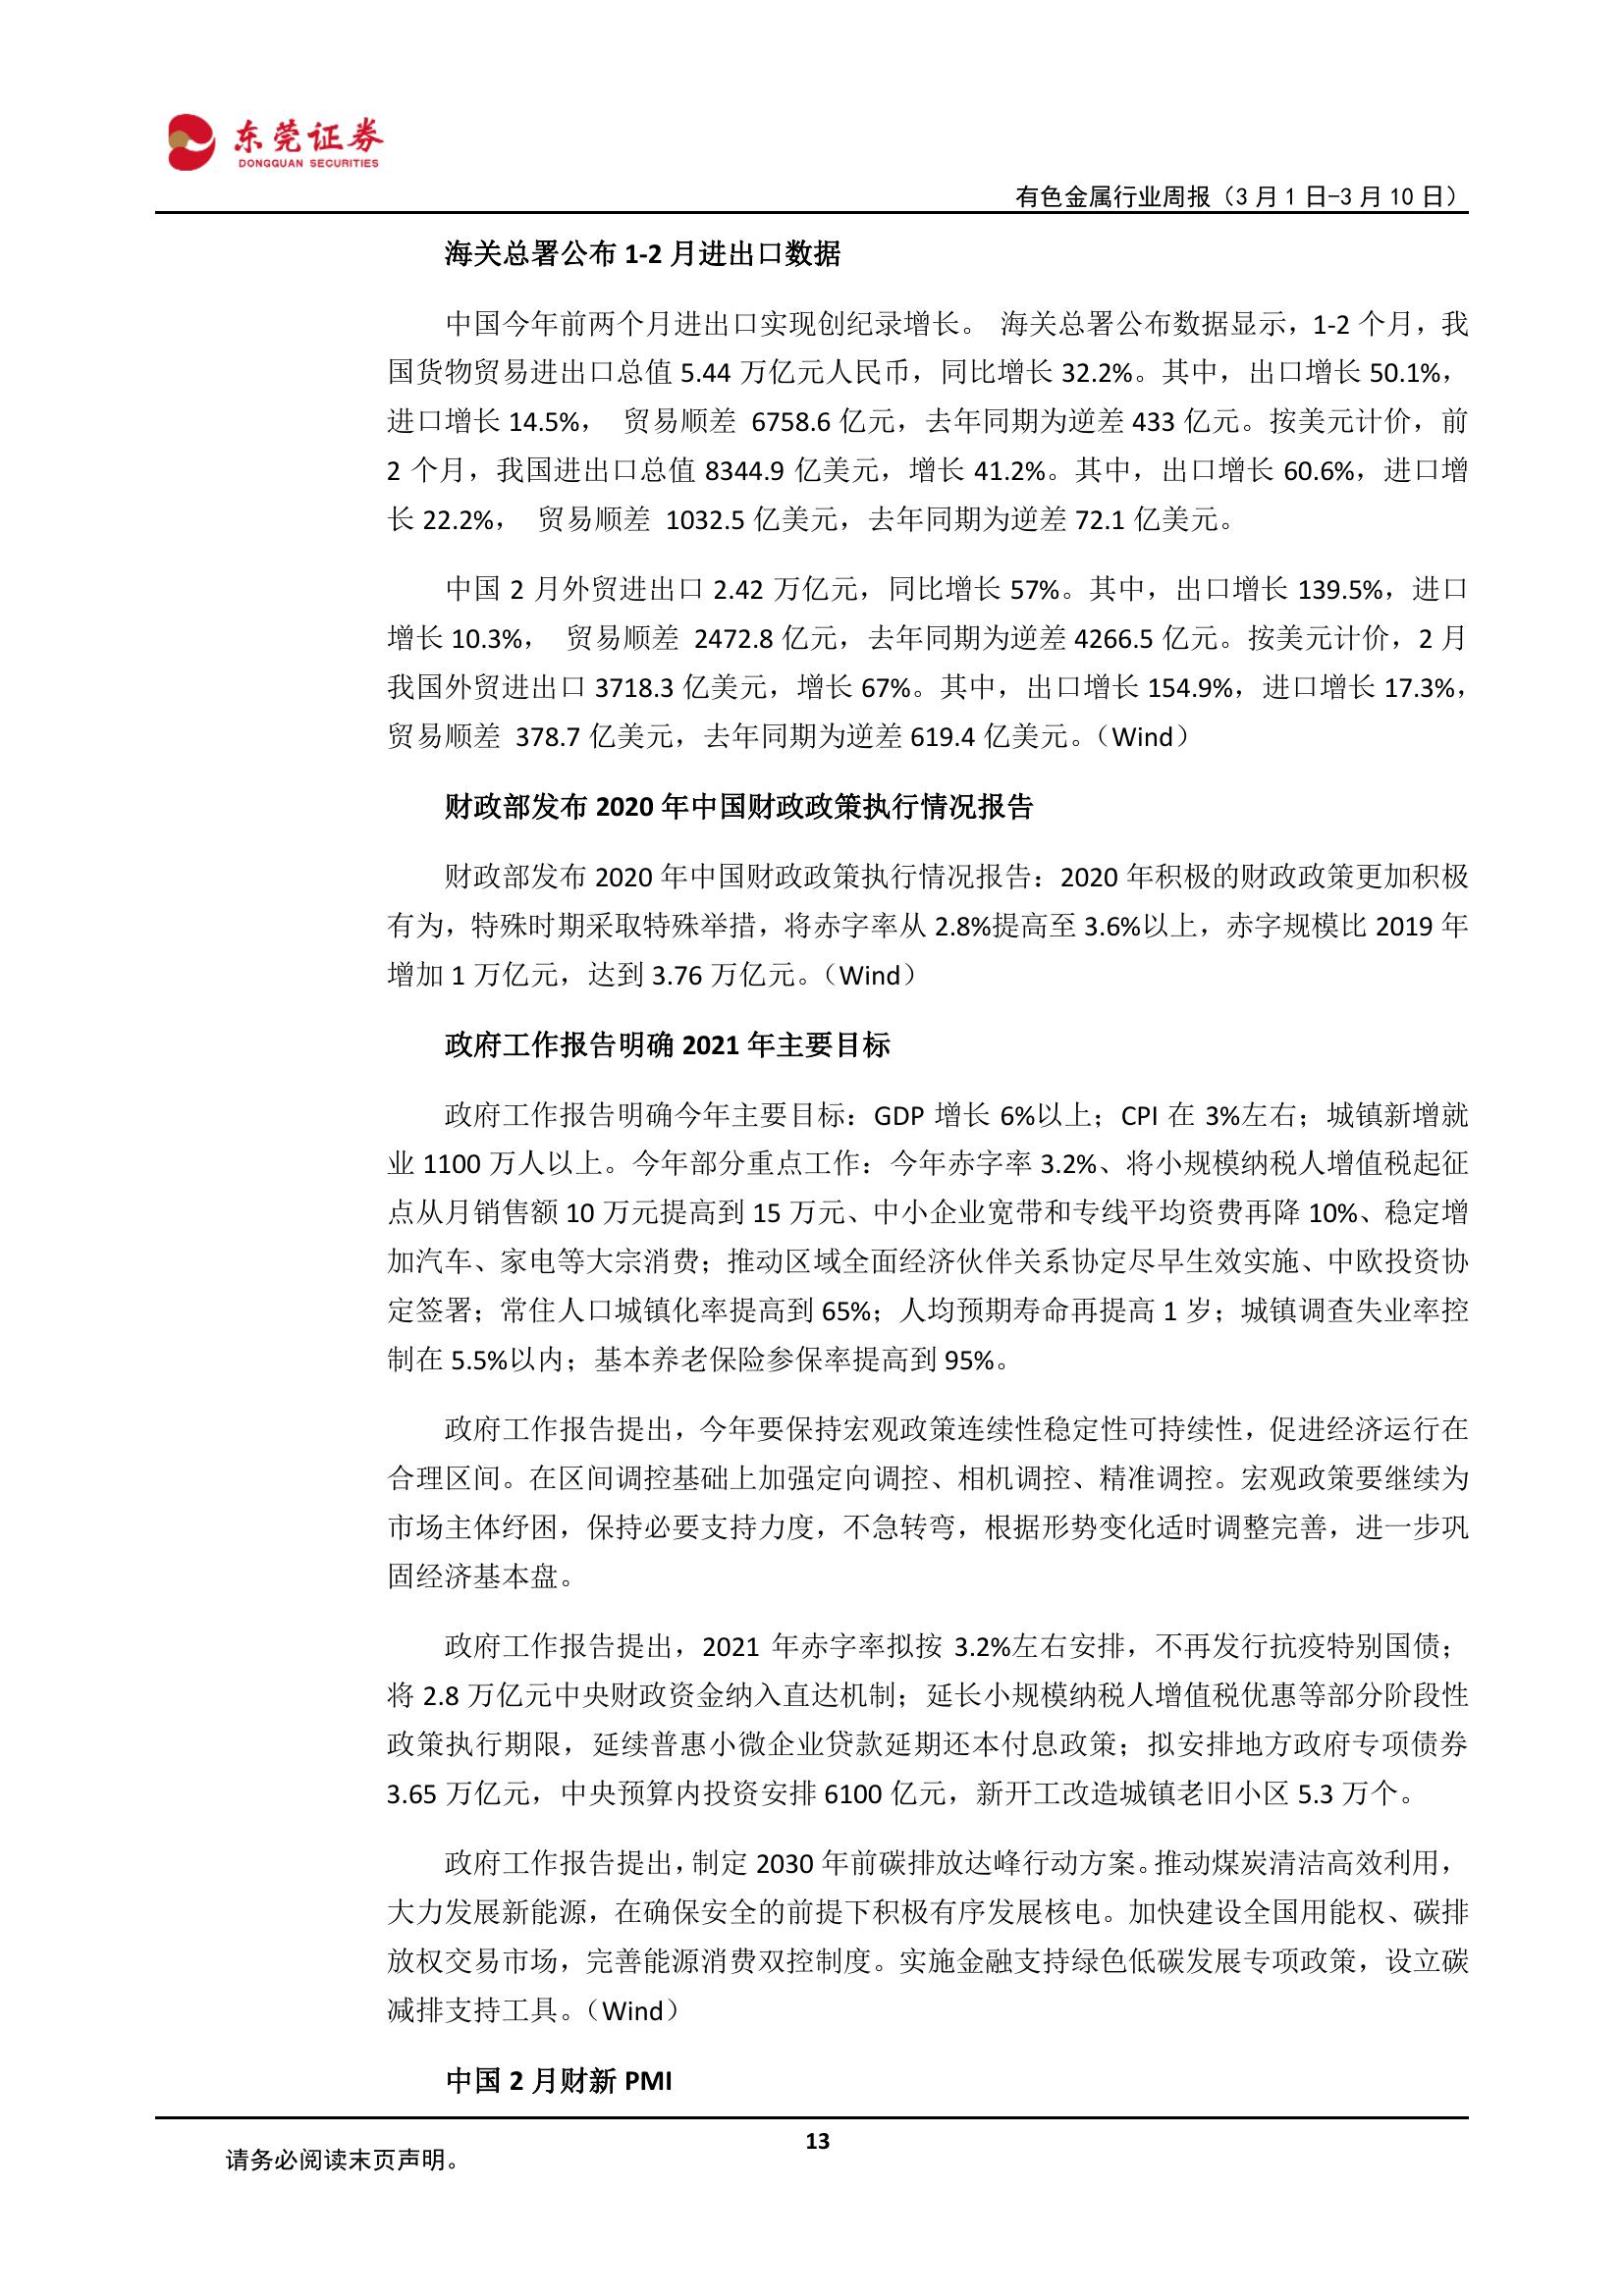 东莞证券
DONGGUAN SECURITIES
有色金属行业周报（3 月 1 日-3 月 10 日）
海关总署公布 1-2 月进出口数据
中国今年前两个月进出口实现创纪录增长。 海关总署公布数据显示，1-2 个月，我
国货物贸易进出口总值 5.44 万亿元人民币，同比增长 32.2%。其中，出口增长 50.1%，
进口增长 14.5%， 贸易顺差 6758.6 亿元，去年同期为逆差 433 亿元。按美元计价，前
2 个月，我国进出口总值 8344.9 亿美元，增长 41.2%。其中，出口增长 60.6%，进口增
长 22.2%， 贸易顺差 1032.5 亿美元，去年同期为逆差 72.1 亿美元。
中国 2 月外贸进出口 2.42 万亿元，同比增长 57%。其中，出口增长 139.5%，进口
增长 10.3%， 贸易顺差 2472.8 亿元，去年同期为逆差 4266.5 亿元。按美元计价，2 月
我国外贸进出口 3718.3 亿美元，增长 67%。其中，出口增长 154.9%，进口增长 17.3%，
贸易顺差 378.7 亿美元，去年同期为逆差 619.4 亿美元。（Wind）
财政部发布 2020 年中国财政政策执行情况报告
财政部发布 2020 年中国财政政策执行情况报告：2020 年积极的财政政策更加积极
有为，特殊时期采取特殊举措，将赤字率从 2.8%提高至 3.6%以上，赤字规模比 2019 年
增加 1 万亿元，达到 3.76 万亿元。（Wind）
政府工作报告明确 2021 年主要目标
政府工作报告明确今年主要目标：GDP 增长 6%以上；CPI 在 3%左右；城镇新增就
业 1100 万人以上。今年部分重点工作：今年赤字率 3.2%、将小规模纳税人增值税起征
点从月销售额 10 万元提高到 15 万元、中小企业宽带和专线平均资费再降 10%、稳定增
加汽车、家电等大宗消费；推动区域全面经济伙伴关系协定尽早生效实施、中欧投资协
定签署；常住人口城镇化率提高到 65%；人均预期寿命再提高 1 岁；城镇调查失业率控
制在 5.5%以内；基本养老保险参保率提高到 95%。
政府工作报告提出，今年要保持宏观政策连续性稳定性可持续性，促进经济运行在
合理区间。在区间调控基础上加强定向调控、相机调控、精准调控。宏观政策要继续为
市场主体纾困，保持必要支持力度，不急转弯，根据形势变化适时调整完善，进一步巩
固经济基本盘。
政府工作报告提出，2021 年赤字率拟按 3.2%左右安排，不再发行抗疫特别国债；
将 2.8 万亿元中央财政资金纳入直达机制；延长小规模纳税人增值税优惠等部分阶段性
政策执行期限，延续普惠小微企业贷款延期还本付息政策；拟安排地方政府专项债券
3.65 万亿元，中央预算内投资安排 6100 亿元，新开工改造城镇老旧小区 5.3 万个。
政府工作报告提出，制定 2030 年前碳排放达峰行动方案。推动煤炭清洁高效利用，
大力发展新能源，在确保安全的前提下积极有序发展核电。加快建设全国用能权、碳排
放权交易市场，完善能源消费双控制度。实施金融支持绿色低碳发展专项政策，设立碳
减排支持工具。（Wind）
中国 2 月财新 PMI
13
请务必阅读末页声明。